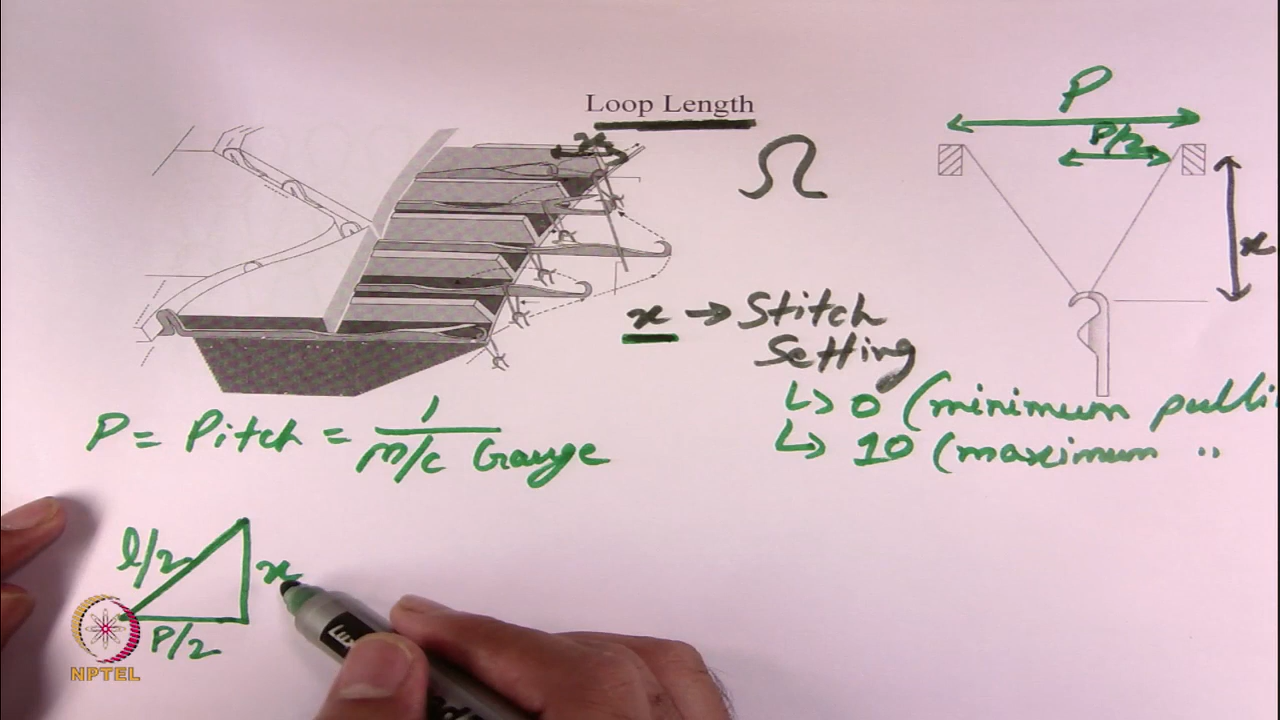 Loop Length
P
P/2
x
Ω
x
x → Stitch
Setting
↳ 0 (minimum pulli
↳ 10 (maximum "
P = Pitch = 1
m/c Gauge
l/2
x
P/2
NPTEL